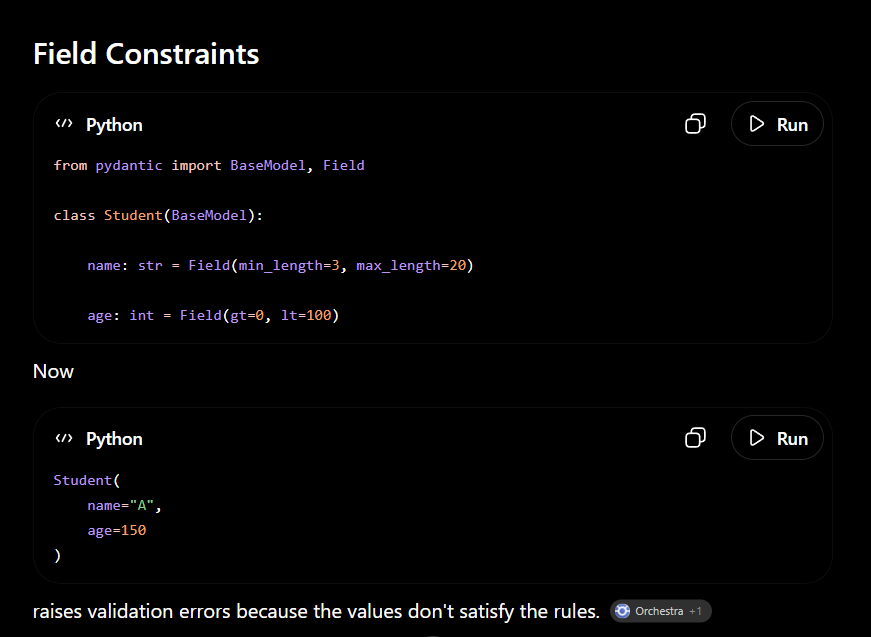 Field Constraints
Python
Run
from pydantic import BaseModel, Field
class Student(BaseModel):
    name: str = Field(min_length=3, max_length=20)
    age: int = Field(gt=0, lt=100)
Now
Python
Run
Student(
    name="A",
    age=150
)
raises validation errors because the values don't satisfy the rules. Orchestra +1